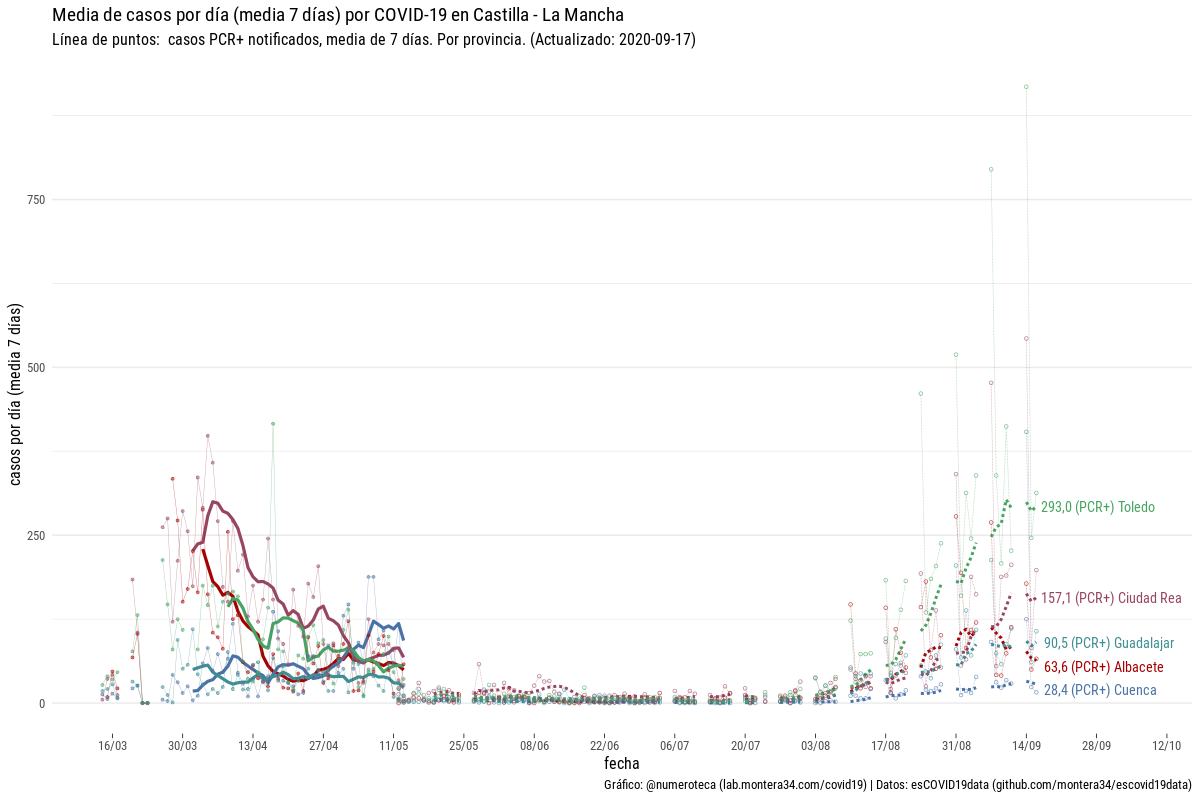 Media de casos por día (media 7 días) por COVID-19 en Castilla - La Mancha
Línea de puntos:  casos PCR+ notificados, media de 7 días. Por provincia. (Actualizado: 2020-09-17)
casos por día (media 7 días)
750
500
250
0
293,0 (PCR+) Toledo
157,1 (PCR+) Ciudad Rea
90,5 (PCR+) Guadalajar
63,6 (PCR+) Albacete
28,4 (PCR+) Cuenca
16/03 30/03 13/04 27/04 11/05 25/05 08/06 22/06 06/07 20/07 03/08 17/08 31/08 14/09 28/09 12/10
fecha
Gráfico: @numeroteca (lab.montera34.com/covid19) | Datos: esCOVID19data (github.com/montera34/escovid19data)